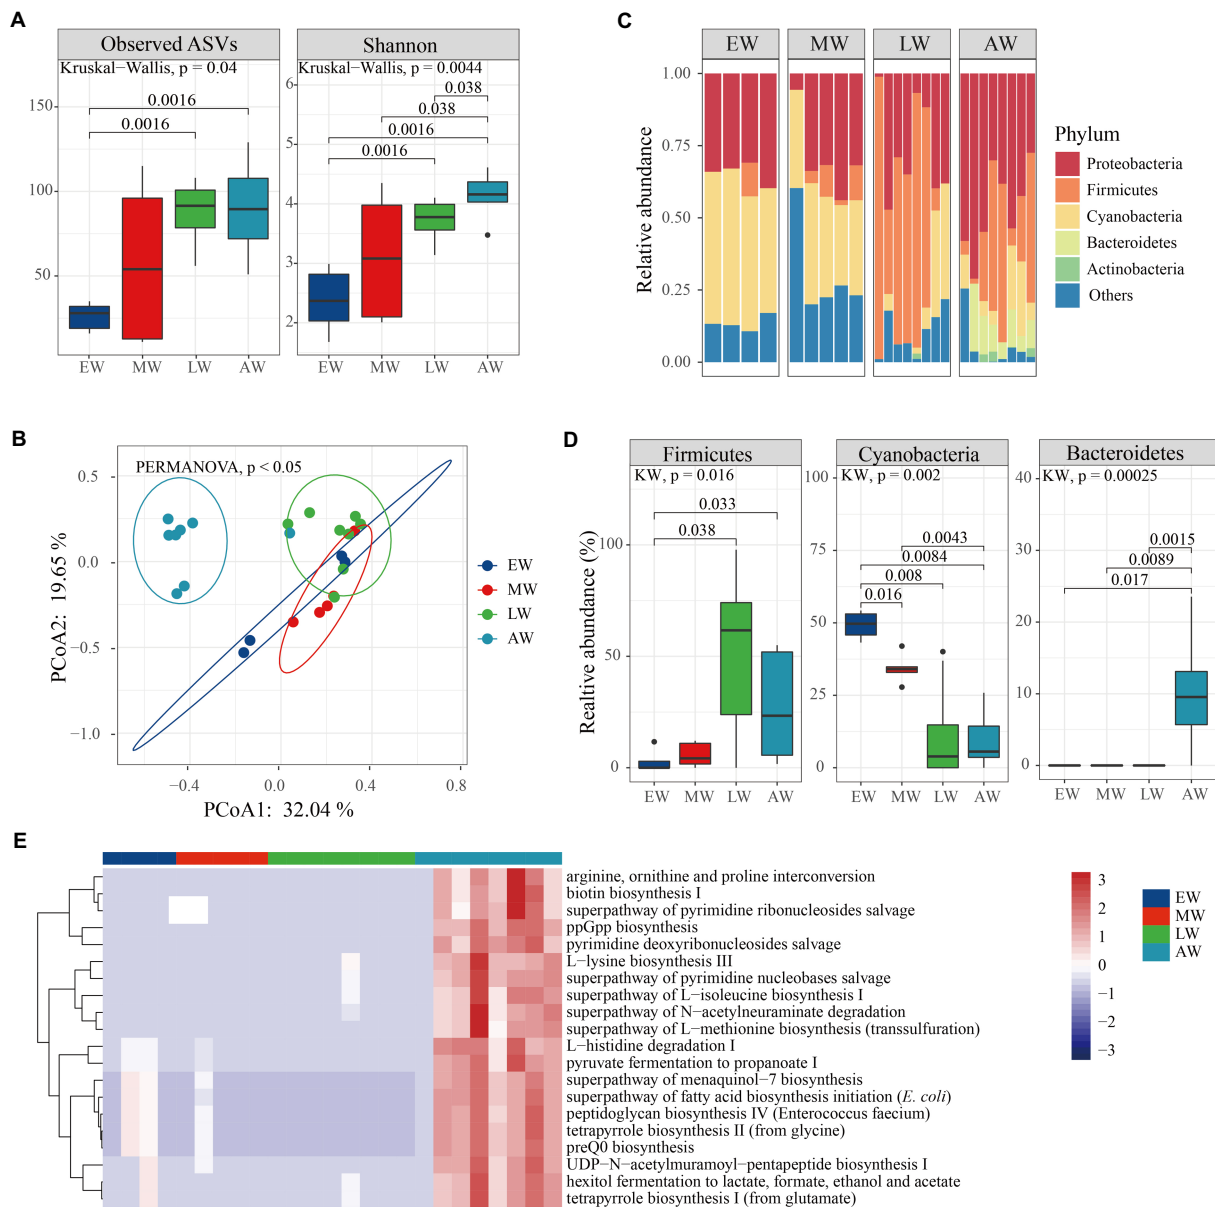 A
Observed ASVs
Shannon
Kruskal−Wallis, p = 0.04
Kruskal−Wallis, p = 0.0044
0.0016
0.0016
0.038
0.038
0.0016
0.0016
150
100
50
6
5
4
3
2
EW MW LW AW
EW MW LW AW
C
EW MW LW AW
Relative abundance
1.00
0.75
0.50
0.25
0.00
Phylum
Proteobacteria
Firmicutes
Cyanobacteria
Bacteroidetes
Actinobacteria
Others
B
PERMANOVA, p < 0.05
PCoA2: 19.65 %
0.5
0.0
−0.5
−1.0
−0.4 0.0 0.4 0.8
PCoA1: 32.04 %
EW
MW
LW
AW
D
Firmicutes
Cyanobacteria
Bacteroidetes
KW, p = 0.016
KW, p = 0.002
KW, p = 0.00025
Realtive abundance (%)
0.033
0.038
100
50
0
EW MW LW AW
0.0043
0.0084
0.008
0.016
100
75
50
25
0
EW MW LW AW
0.0015
0.0089
0.017
40
30
20
10
0
EW MW LW AW
E
arginine, ornithine and proline interconversion
biotin biosynthesis I
superpathway of pyrimidine ribonucleosides salvage
ppGpp biosynthesis
pyrimidine deoxyribonucleosides salvage
L−lysine biosynthesis III
superpathway of pyrimidine nucleobases salvage
superpathway of L−isoleucine biosynthesis I
superpathway of N−acetylneuraminate degradation
superpathway of L−methionine biosynthesis (transsulfuration)
L−histidine degradation I
pyruvate fermentation to propanoate I
superpathway of menaquinol−7 biosynthesis
superpathway of fatty acid biosynthesis initiation (E. coli)
peptidoglycan biosynthesis IV (Enterococcus faecium)
tetrapyrrole biosynthesis II (from glycine)
preQ0 biosynthesis
UDP−N−acetylmuramoyl−pentapeptide biosynthesis I
hexitol fermentation to lactate, formate, ethanol and acetate
tetrapyrrole biosynthesis I (from glutamate)
3
2
1
0
−1
−2
−3
EW
MW
LW
AW